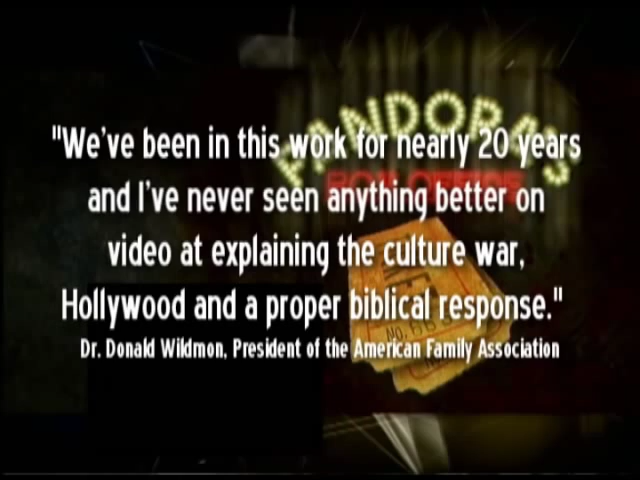 PANDORA'S
BOX OFFICE
"We've been in this work for nearly 20 years
and I've never seen anything better on
video at explaining the culture war,
Hollywood and a proper biblical response."
Dr. Donald Wildmon, President of the American Family Association